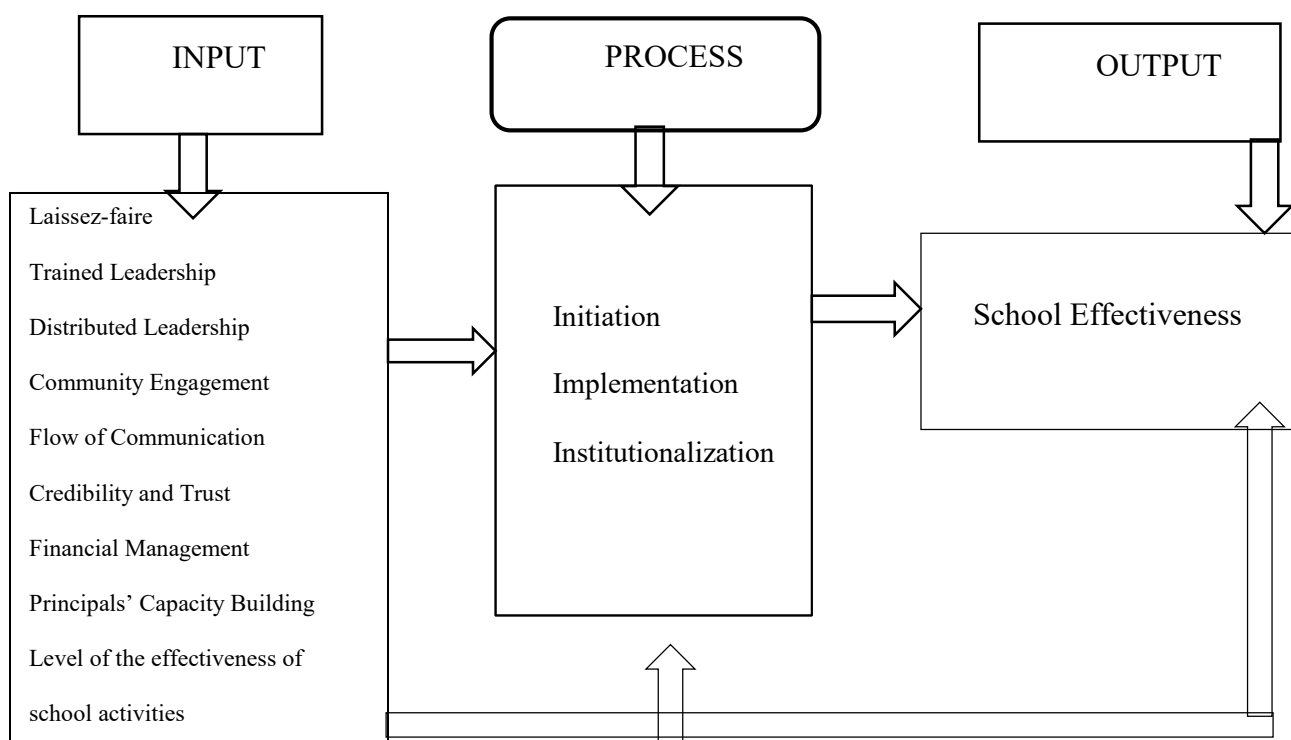 INPUT
PROCESS
OUTPUT
Laissez-faire
Trained Leadership
Distributed Leadership
Community Engagement
Flow of Communication
Credibility and Trust
Financial Management
Principals’ Capacity Building
Level of the effectiveness of
school activities
Initiation
Implementation
Institutionalization
School Effectiveness